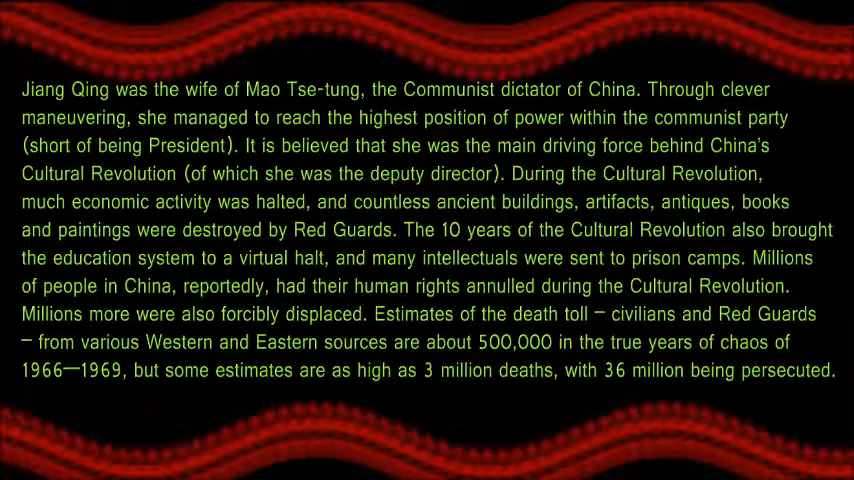 Jiang Qing was the wife of Mao Tse-tung, the Communist dictator of China. Through clever
maneuvering, she managed to reach the highest position of power within the communist party
(short of being President). It is believed that she was the main driving force behind China's
Cultural Revolution (of which she was the deputy director). During the Cultural Revolution,
much economic activity was halted, and countless ancient buildings, artifacts, antiques, books
and paintings were destroyed by Red Guards. The 10 years of the Cultural Revolution also brought
the education system to a virtual halt, and many intellectuals were sent to prison camps. Millions
of people in China, reportedly, had their human rights annulled during the Cultural Revolution.
Millions more were also forcibly displaced. Estimates of the death toll – civilians and Red Guards
– from various Western and Eastern sources are about 500,000 in the true years of chaos of
1966—1969, but some estimates are as high as 3 million deaths, with 36 million being persecuted.